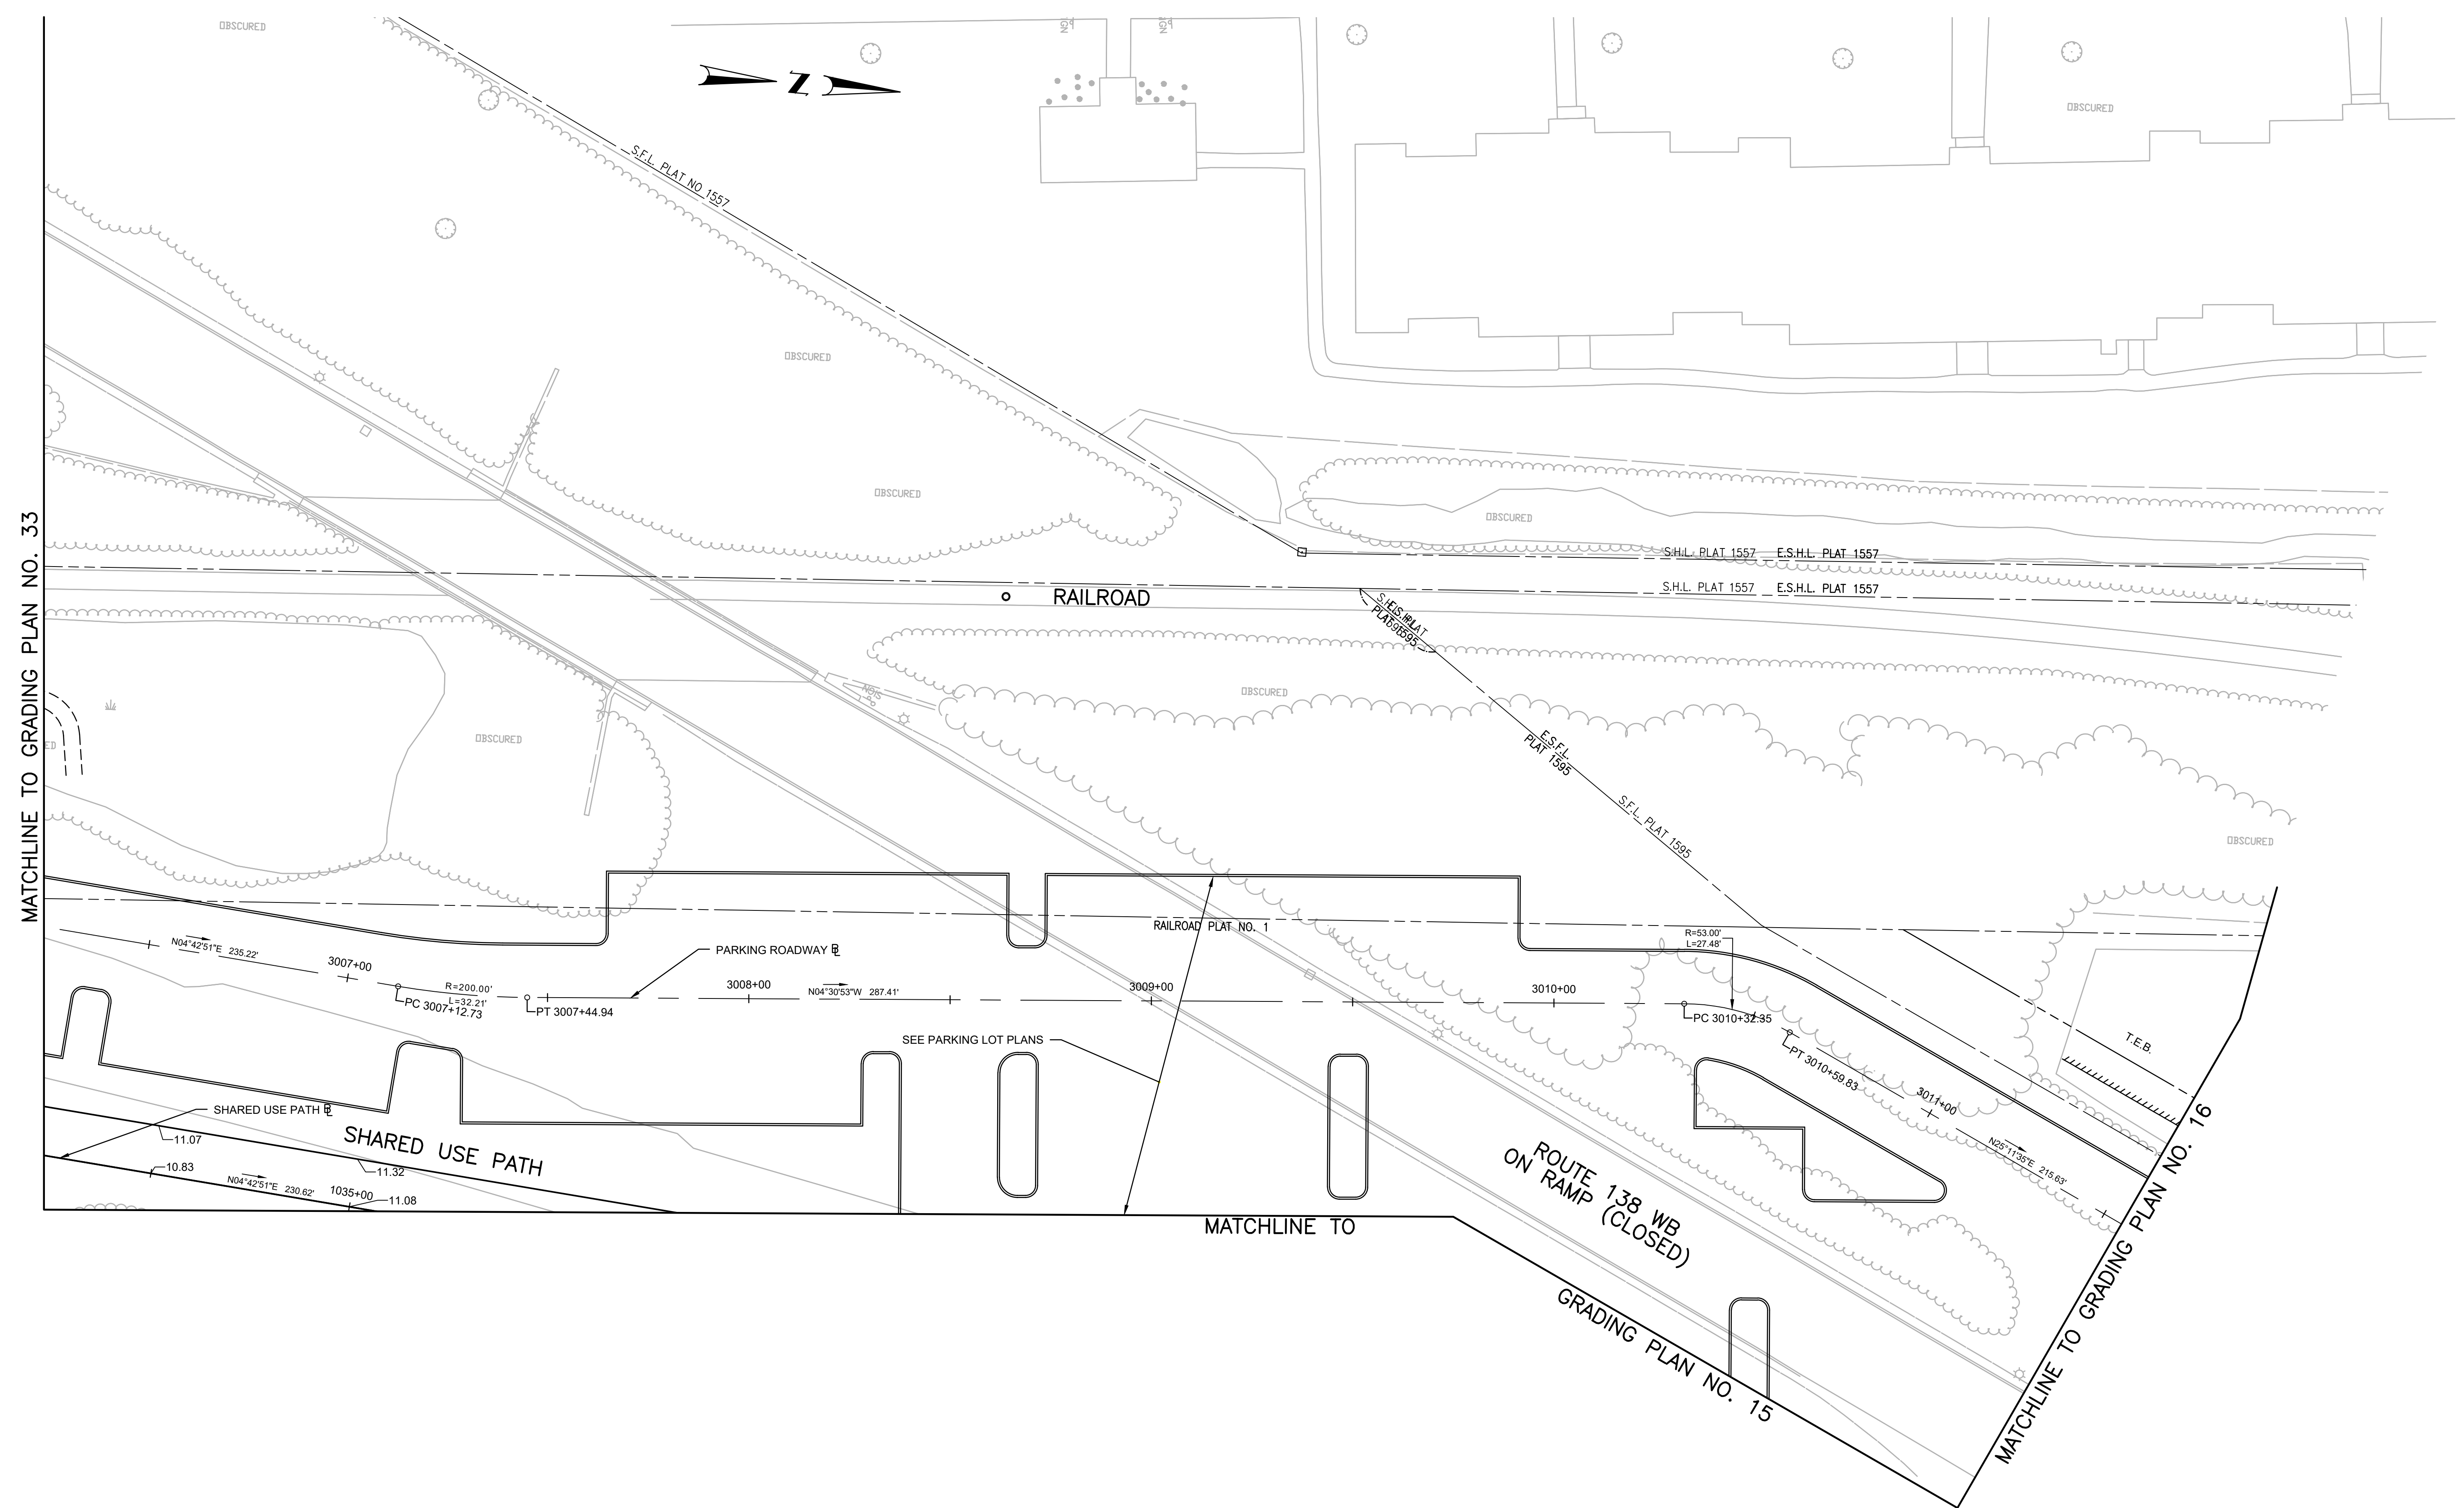 OBSCURED
N
S.F.L. PLAT NO 1557
OBSCURED
OBSCURED
OBSCURED
OBSCURED
S.H.L. PLAT 1557 E.S.H.L. PLAT 1557
S.H.L. PLAT 1557 E.S.H.L. PLAT 1557
RAILROAD
PLAT 1595
SIGN
OBSCURED
OBSCURED
E.S.F.L.
PLAT 1595
S.F.L. PLAT 1595
OBSCURED
MATCHLINE TO GRADING PLAN NO. 33
RAILROAD PLAT NO. 1
R=53.00'
L=27.48'
N04°42'51"E 235.22'
3007+00
PARKING ROADWAY BL
R=200.00'
L=32.21'
PC 3007+12.73
PT 3007+44.94
3008+00
N04°30'53"W 287.41'
3009+00
3010+00
PC 3010+32.35
PT 3010+59.83
SEE PARKING LOT PLANS
T.E.B.
3011+00
N25°11'35"E 215.63'
SHARED USE PATH BL
11.07
SHARED USE PATH
10.83
11.32
N04°42'51"E 230.62'
1035+00
11.08
ROUTE 138 WB
ON RAMP (CLOSED)
MATCHLINE TO
GRADING PLAN NO. 15
MATCHLINE TO GRADING PLAN NO. 16